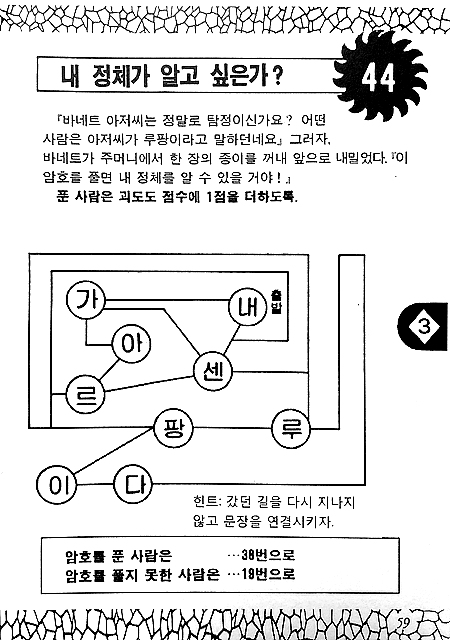 내 정체가 알고 싶은가?
44
『바네트 아저씨는 정말로 탐정이신가요? 어떤
사람은 아저씨가 루팡이라고 말하던네요』 그러자,
바네트가 주머니에서 한 장의 종이를 꺼내 앞으로 내밀었다. 『이
암호를 풀면 내 정체를 알 수 있을 거야!』
푼 사람은 괴도도 점수에 1점을 더하도록.
가
내
출발
아
센
3
르
팡
루
이
다
힌트: 갔던 길을 다시 지나지
않고 문장을 연결시키자.
암호를 푼 사람은 …38번으로
암호를 풀지 못한 사람은 …19번으로
59